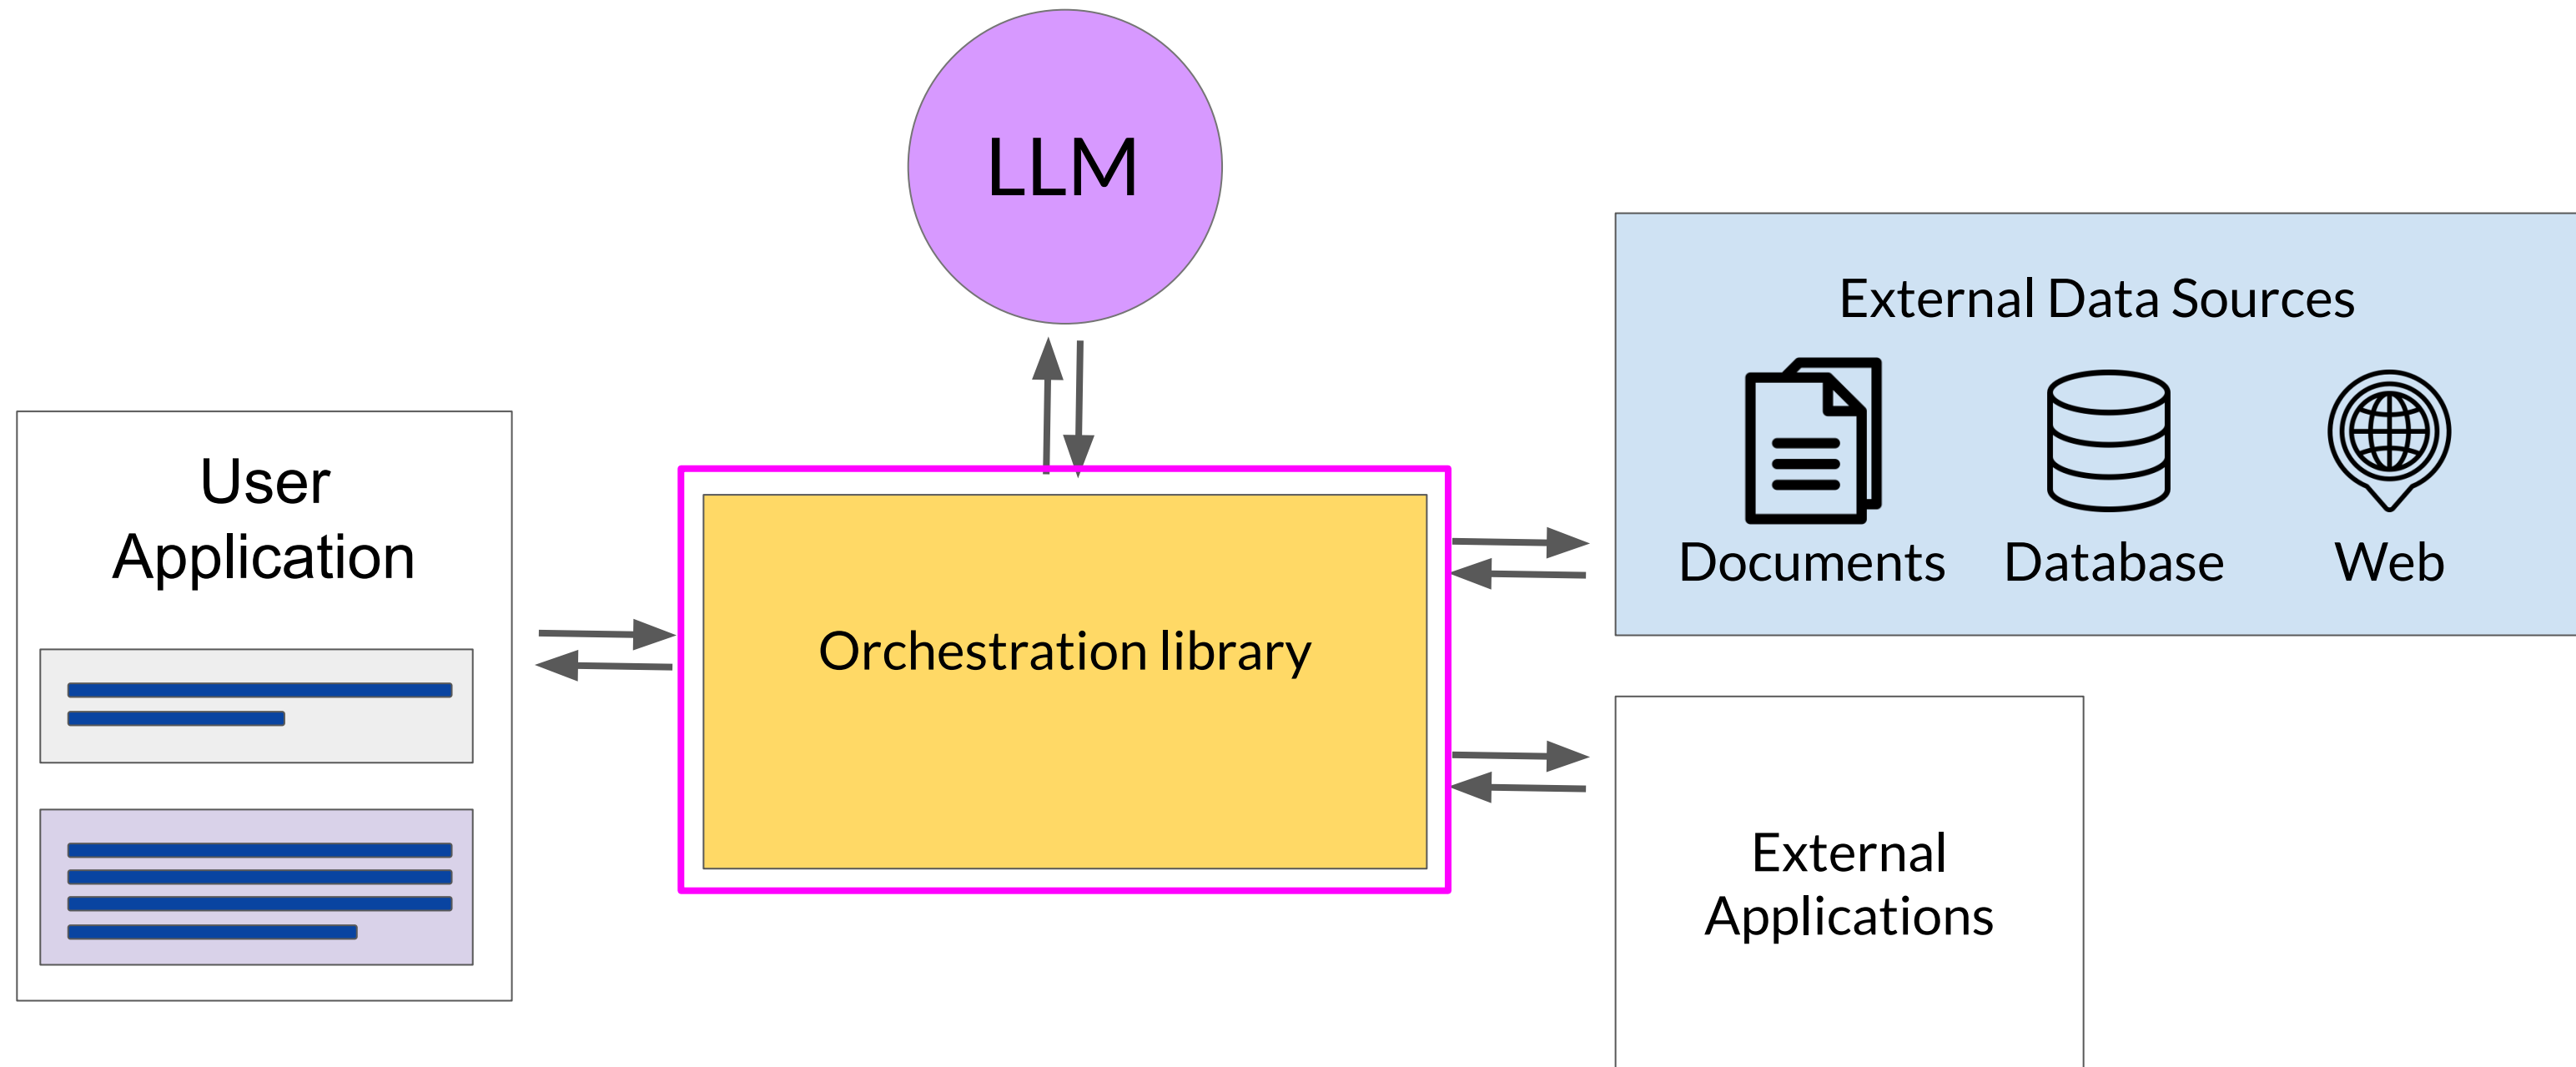 LLM
User
Application
Orchestration library
External Data Sources
Documents
Database
Web
External
Applications